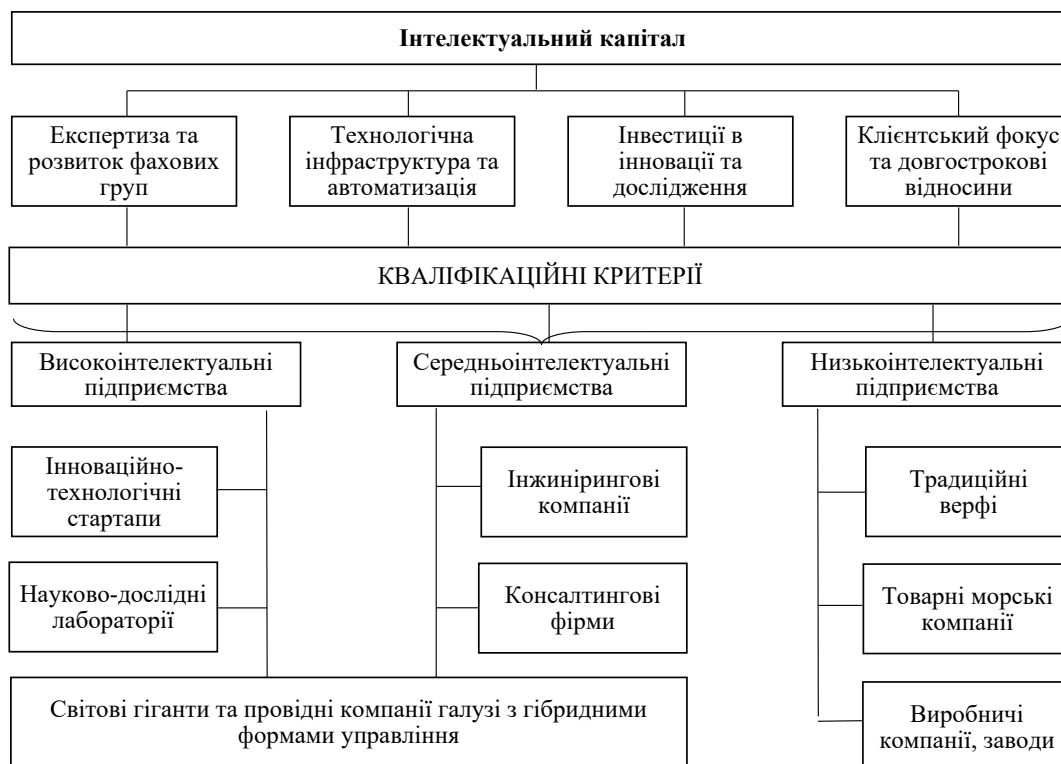 Інтелектуальний капітал
Експертиза та
розвиток фахових
груп
Технологічна
інфраструктура та
автоматизація
Інвестиції в
інновації та
дослідження
Клієнтський фокус
та довгострокові
відносини
КВАЛІФІКАЦІЙНІ КРИТЕРІЇ
Високоінтелектуальні
підприємства
Середньоінтелектуальні
підприємства
Низькоінтелектуальні
підприємства
Інноваційно-
технологічні
стартапи
Інжинірингові
компанії
Традиційні
верфі
Науково-дослідні
лабораторії
Консалтингові
фірми
Товарні морські
компанії
Світові гіганти та провідні компанії галузі з гібридними
формами управління
Виробничі
компанії, заводи